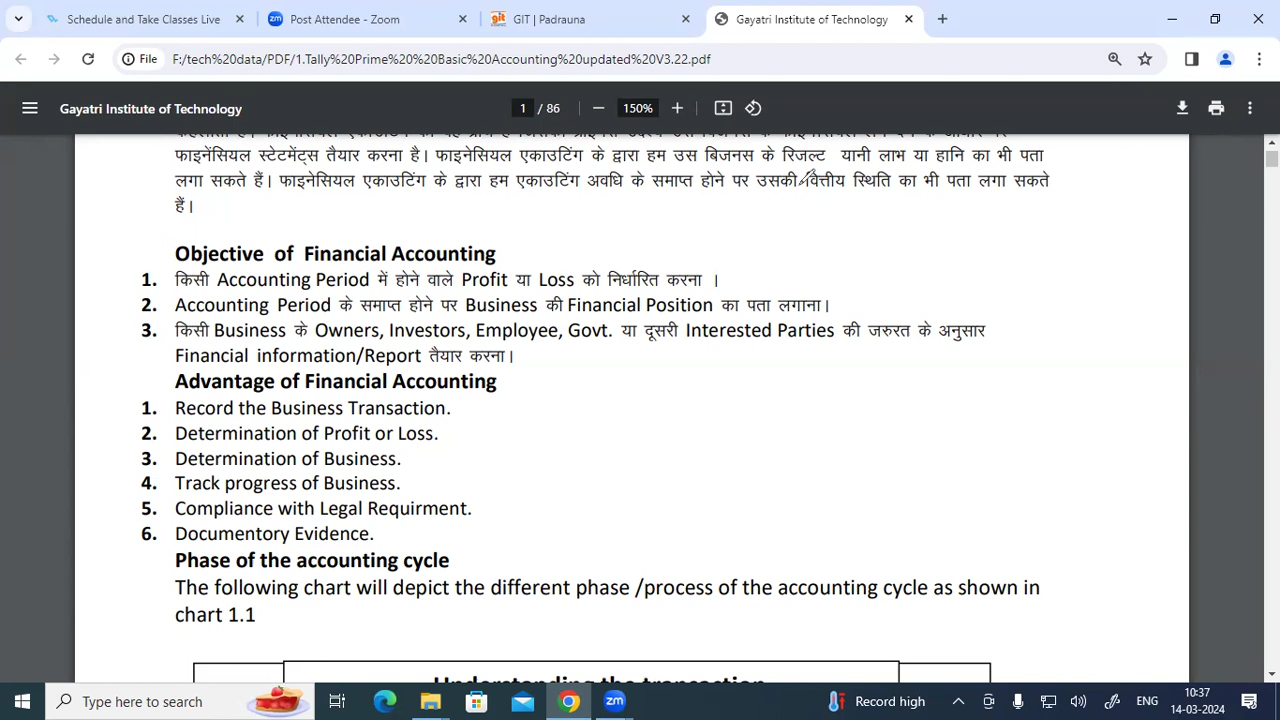 Schedule and Take Classes Live
Post Attendee - Zoom
GIT | Padrauna
Gayatri Institute of Technology
File
F:/tech%20data/PDF/1.Tally%20Prime%20%20Basic%20Accounting%20updated%20V3.22.pdf
Gayatri Institute of Technology
1 / 86
150%
फाइनेंसियल स्टेटमेंट्स तैयार करना है। फाइनेसियल एकाउटिंग के द्वारा हम उस बिजनस के रिजल्ट यानी लाभ या हानि का भी पता
लगा सकते हैं। फाइनेसियल एकाउटिंग के द्वारा हम एकाउटिंग अवधि के समाप्त होने पर उसकी वित्तीय स्थिति का भी पता लगा सकते
हैं।
Objective of Financial Accounting
1. किसी Accounting Period में होने वाले Profit या Loss को निर्धारित करना ।
2. Accounting Period के समाप्त होने पर Business की Financial Position का पता लगाना।
3. किसी Business के Owners, Investors, Employee, Govt. या दूसरी Interested Parties की जरुरत के अनुसार
Financial information/Report तैयार करना।
Advantage of Financial Accounting
1. Record the Business Transaction.
2. Determination of Profit or Loss.
3. Determination of Business.
4. Track progress of Business.
5. Compliance with Legal Requirment.
6. Documentory Evidence.
Phase of the accounting cycle
The following chart will depict the different phase /process of the accounting cycle as shown in
chart 1.1
Understanding the transaction
Type here to search
Record high
ENG
10:37
14-03-2024